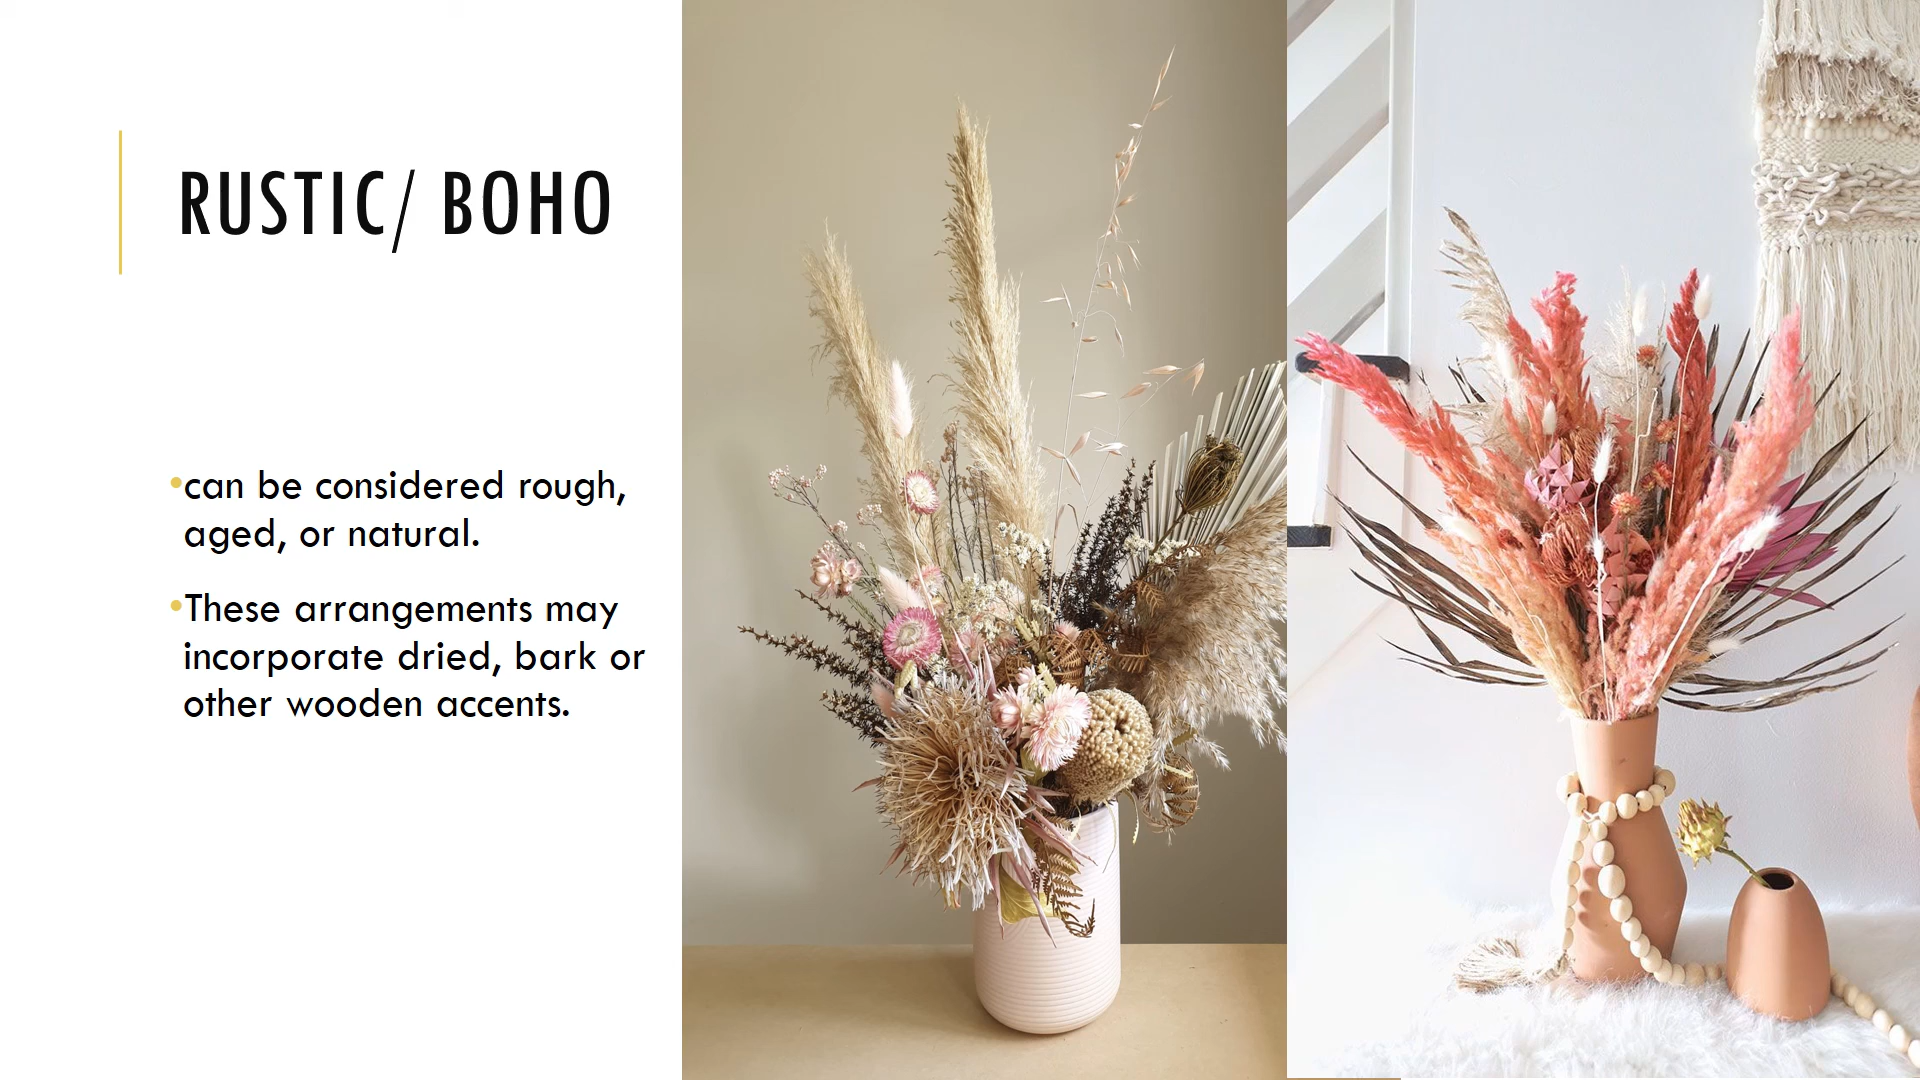 RUSTIC/ BOHO
•can be considered rough,
aged, or natural.
•These arrangements may
incorporate dried, bark or
other wooden accents.